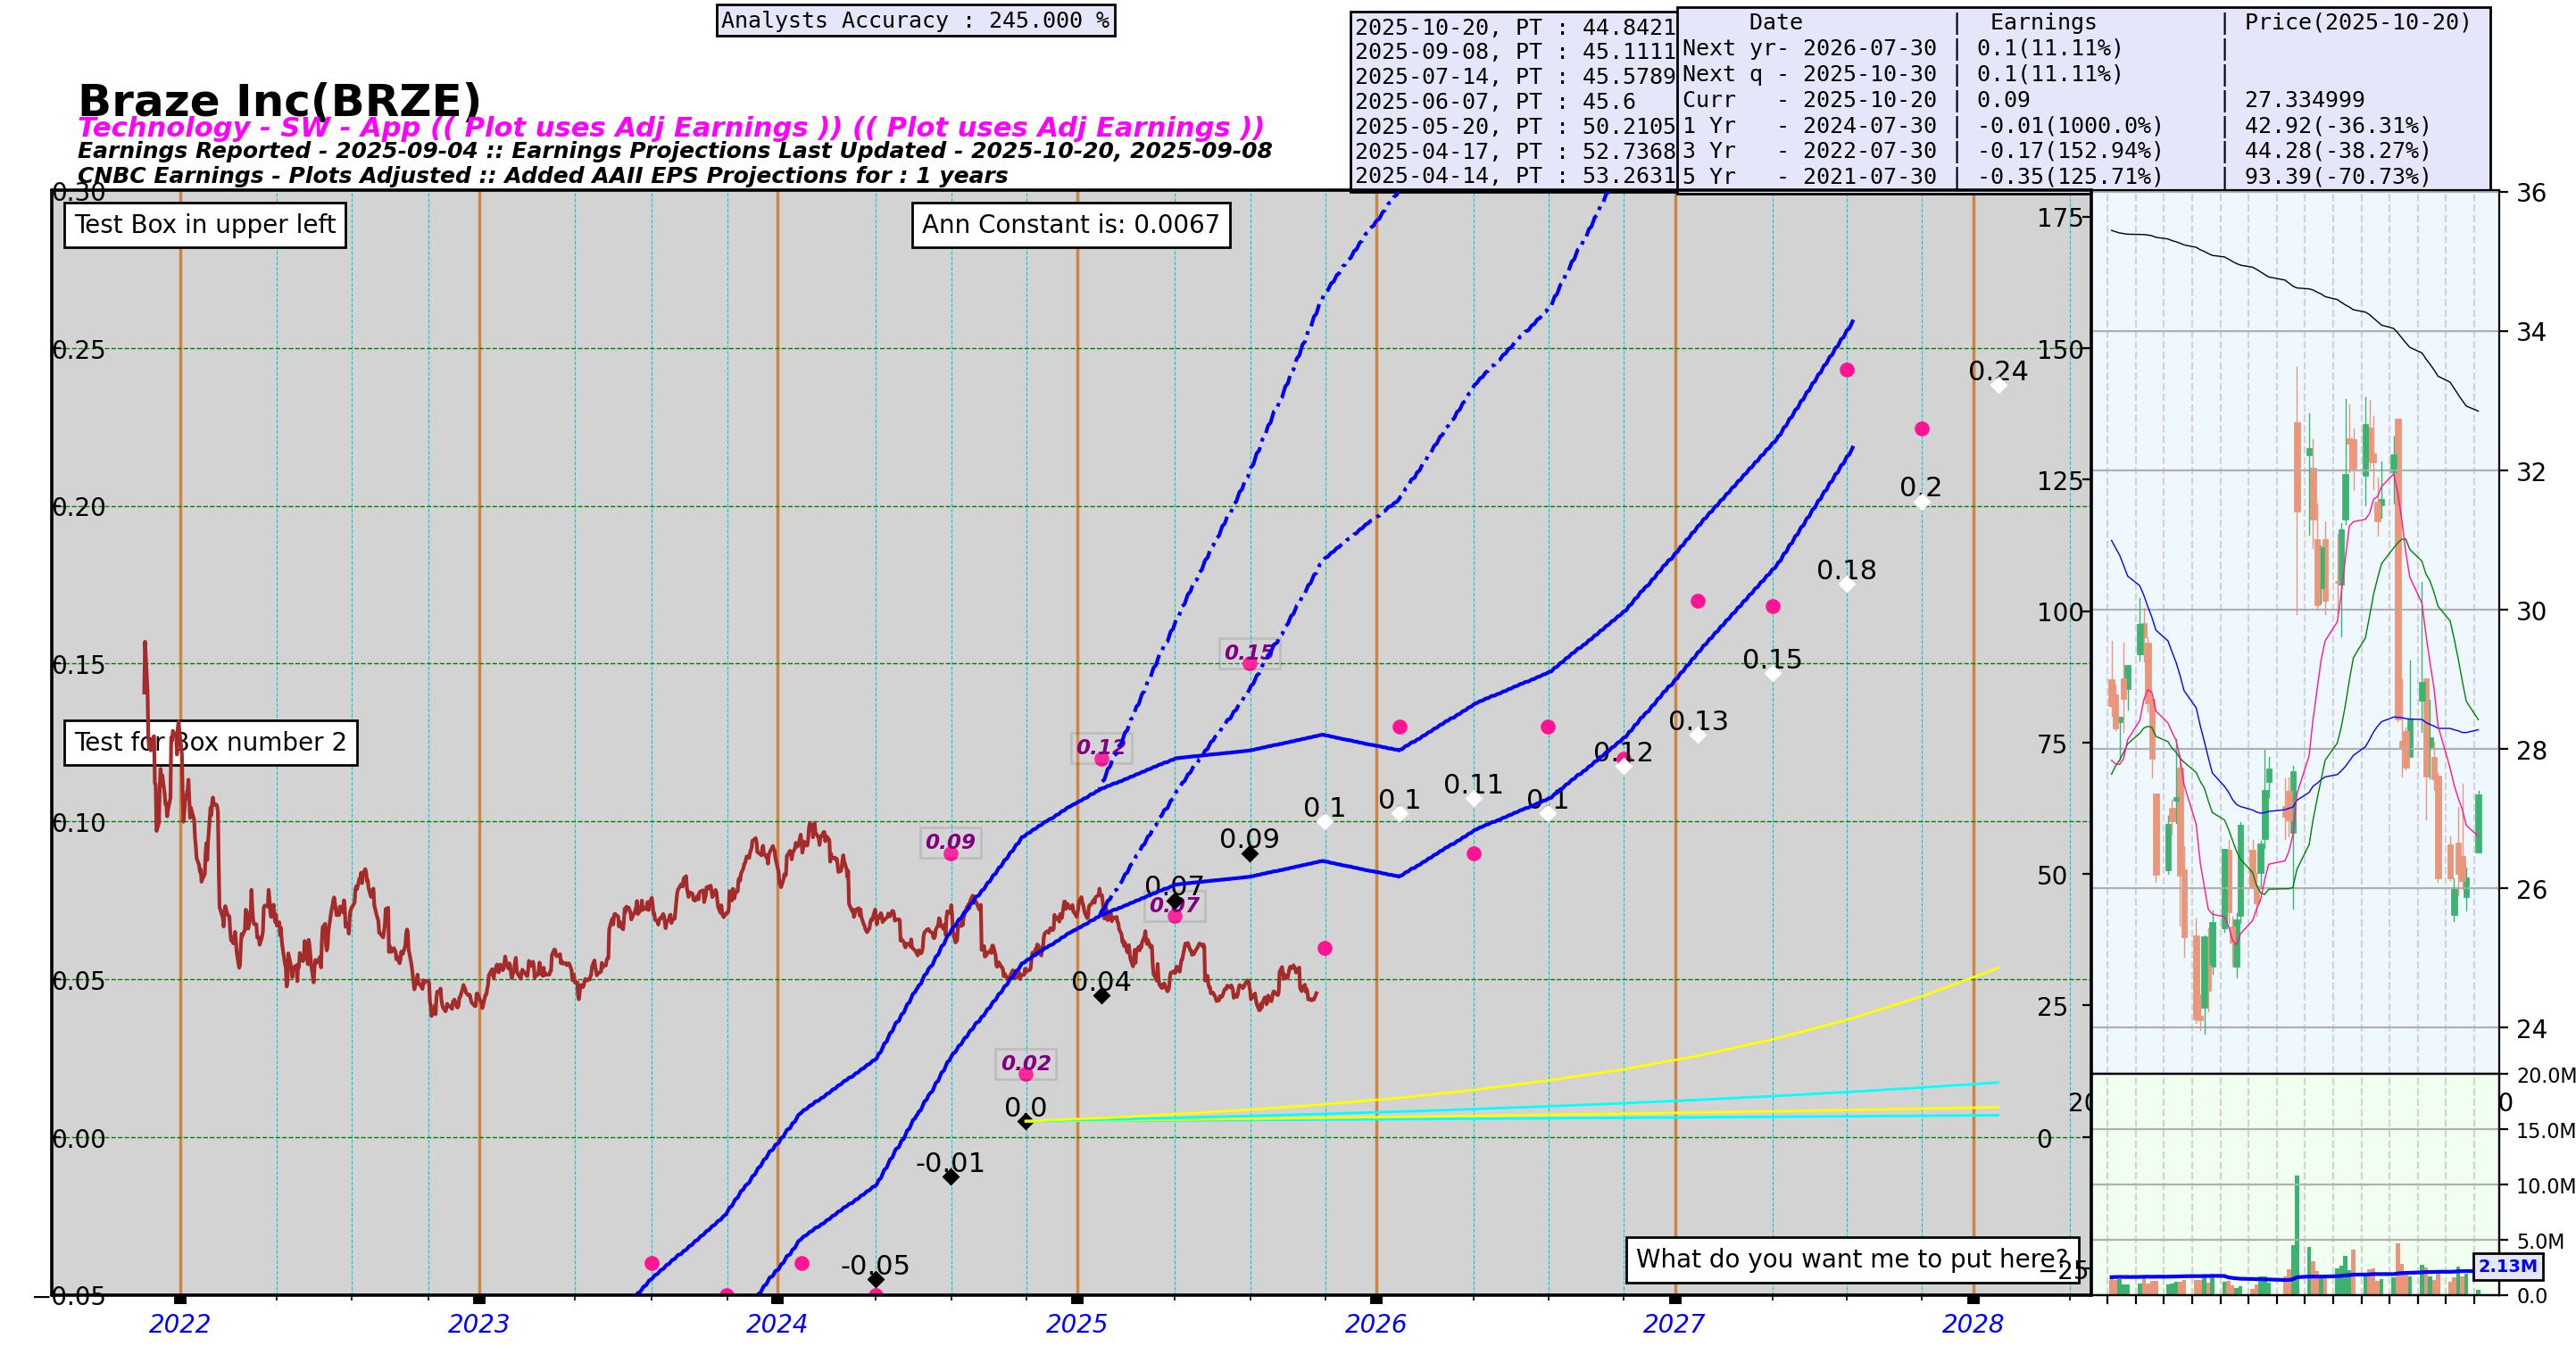 Analysts Accuracy : 245.000 %
2025-10-20, PT : 44.8421
2025-09-08, PT : 45.1111
2025-07-14, PT : 45.5789
2025-06-07, PT : 45.6
2025-05-20, PT : 50.2105
2025-04-17, PT : 52.7368
2025-04-14, PT : 53.2631
Date | Earnings | Price(2025-10-20)
Next yr- 2026-07-30 | 0.1(11.11%) |
Next q - 2025-10-30 | 0.1(11.11%) |
Curr - 2025-10-20 | 0.09 | 27.334999
1 Yr - 2024-07-30 | -0.01(1000.0%) | 42.92(-36.31%)
3 Yr - 2022-07-30 | -0.17(152.94%) | 44.28(-38.27%)
5 Yr - 2021-07-30 | -0.35(125.71%) | 93.39(-70.73%)
Braze Inc(BRZE)
Technology - SW - App (( Plot uses Adj Earnings )) (( Plot uses Adj Earnings ))
Earnings Reported - 2025-09-04 :: Earnings Projections Last Updated - 2025-10-20, 2025-09-08
CNBC Earnings - Plots Adjusted :: Added AAII EPS Projections for : 1 years
Test Box in upper left
Ann Constant is: 0.0067
Test for Box number 2
What do you want me to put here?
0.30
0.25
0.20
0.15
0.10
0.05
0.00
−0.05
-0.05
-0.01
0.0
0.04
0.07
0.09
0.1
0.1
0.11
0.1
0.12
0.13
0.15
0.18
0.2
0.24
0.09
0.02
0.12
0.07
0.15
175
150
125
100
75
50
25
0
−25
36
34
32
30
28
26
24
20.0M
15.0M
10.0M
5.0M
2.13M
0.0
2022
2023
2024
2025
2026
2027
2028